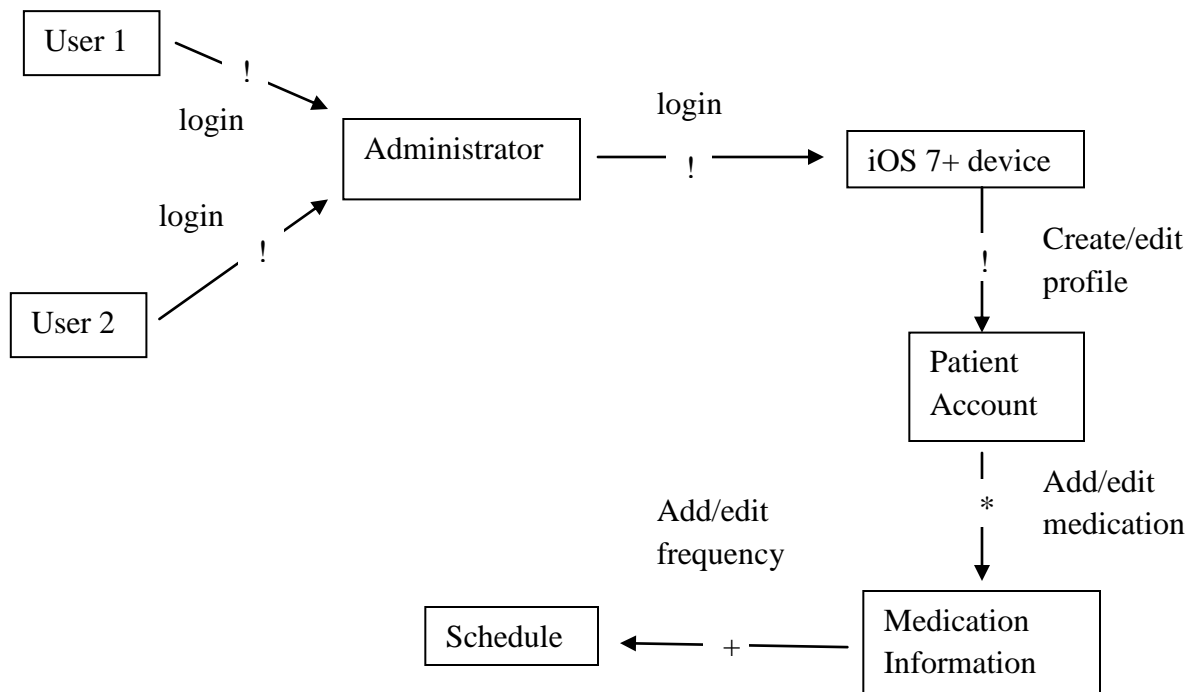 User 1
!
login
login
Administrator
!
iOS 7+ device
login
!
User 2
!
Create/edit
profile
Patient
Account
*
Add/edit
medication
Add/edit
frequency
Schedule
+
Medication
Information